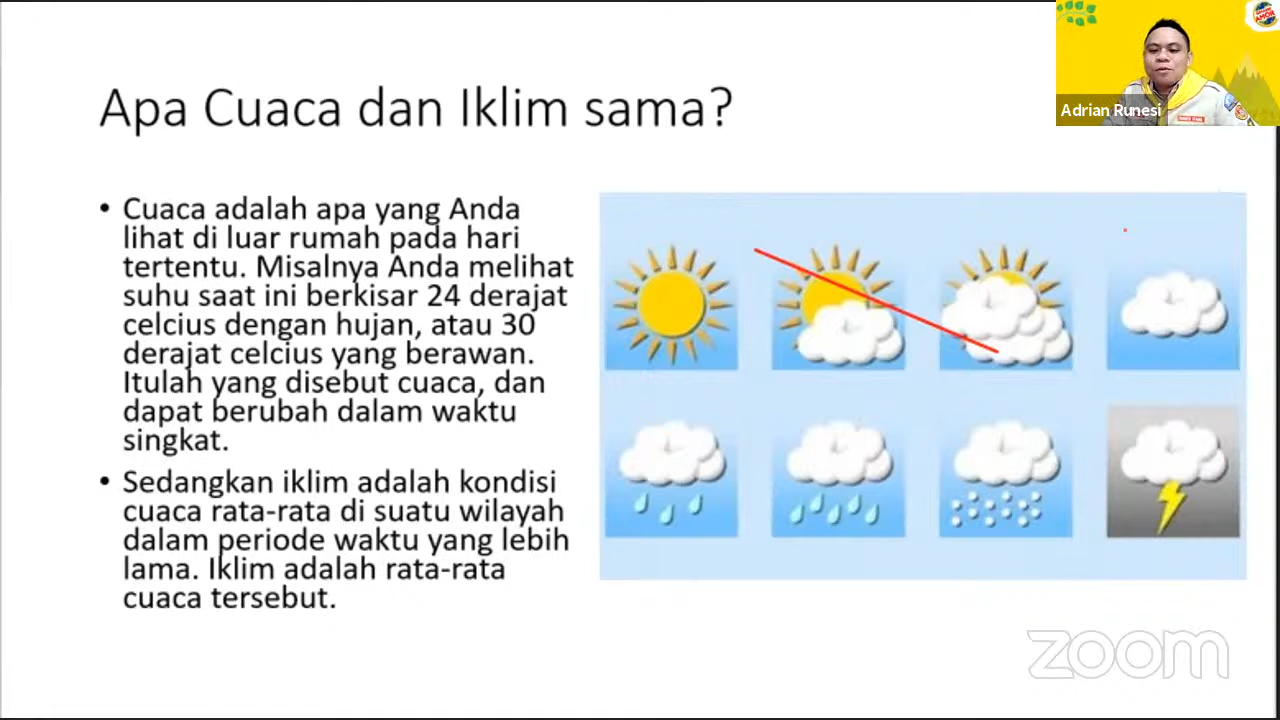 Apa Cuaca dan Iklim sama?
• Cuaca adalah apa yang Anda
lihat di luar rumah pada hari
tertentu. Misalnya Anda melihat
suhu saat ini berkisar 24 derajat
celcius dengan hujan, atau 30
derajat celcius yang berawan.
Itulah yang disebut cuaca, dan
dapat berubah dalam waktu
singkat.
• Sedangkan iklim adalah kondisi
cuaca rata-rata di suatu wilayah
dalam periode waktu yang lebih
lama. Iklim adalah rata-rata
cuaca tersebut.
Adrian Runesi
zoom